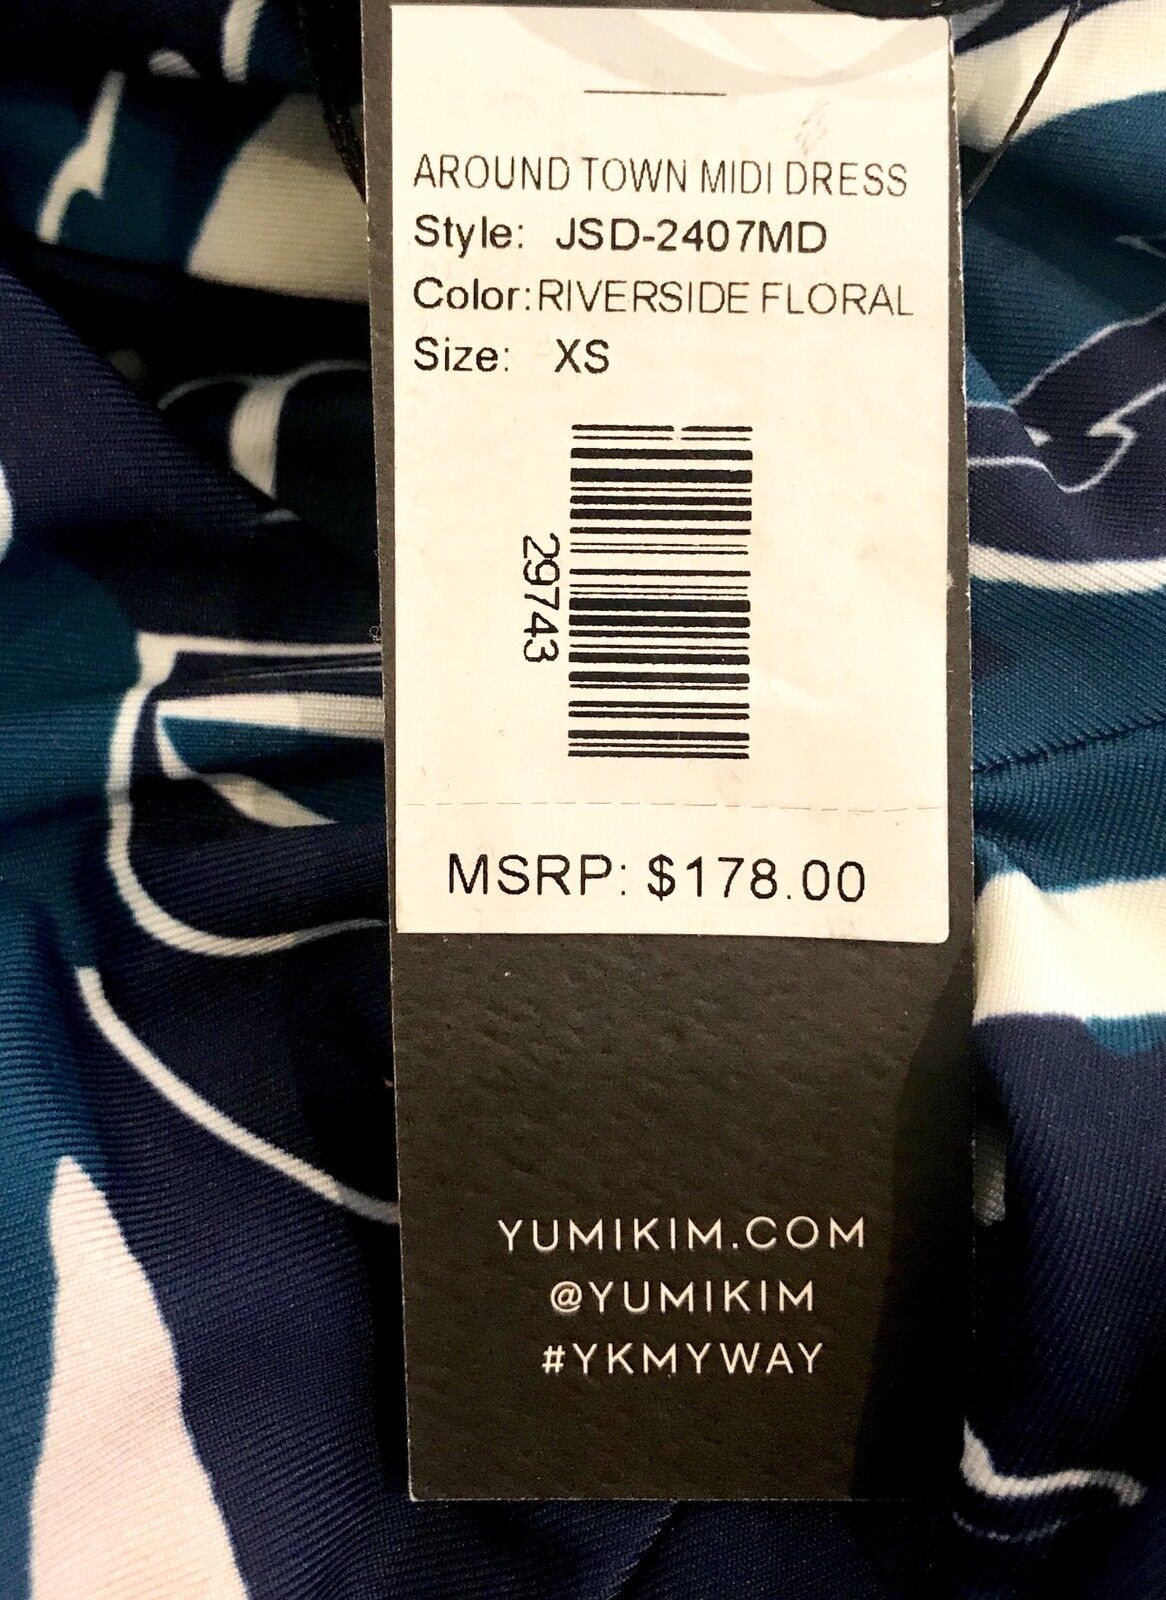 AROUND TOWN MIDI DRESS
Style: JSD-2407MD
Color: RIVERSIDE FLORAL
Size: XS
29743
MSRP: $178.00
YUMIKIM.COM
@YUMIKIM
#YKMYWAY